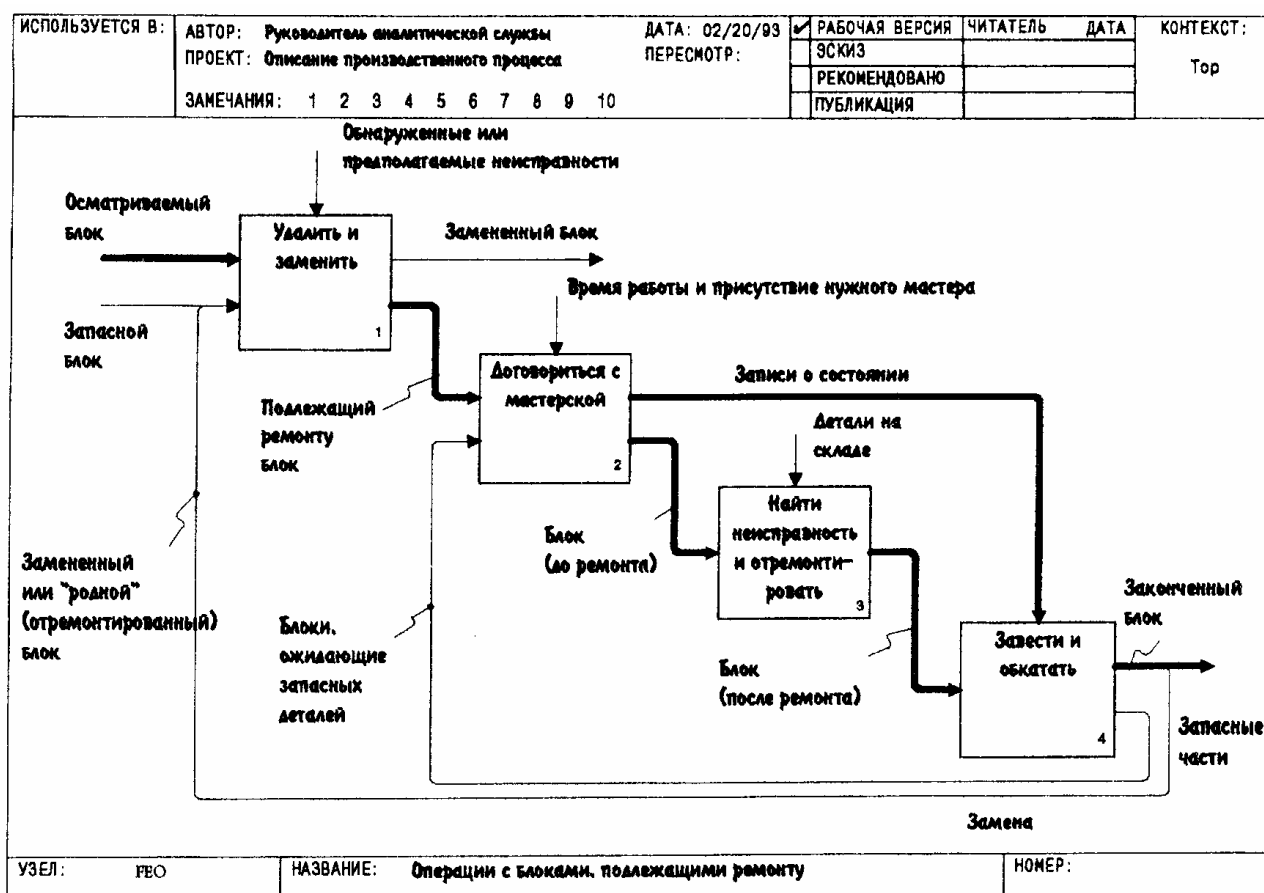 ИСПОЛЬЗУЕТСЯ В:
АВТОР: Руководитель аналитической службы
ДАТА: 02/20/93
ПРОЕКТ: Описание производственного процесса
ПЕРЕСМОТР:
ЗАМЕЧАНИЯ: 1 2 3 4 5 6 7 8 9 10
✓ РАБОЧАЯ ВЕРСИЯ
ЭСКИЗ
РЕКОМЕНДОВАНО
ПУБЛИКАЦИЯ
ЧИТАТЕЛЬ ДАТА
КОНТЕКСТ:
Top
Обнаруженные или
предполагаемые неисправности
Осматриваемый
блок
Удалить и
заменить
1
Замененный блок
Запасной
блок
Время работы и присутствие нужного мастера
Договориться с
мастерской
2
Записи о состоянии
Подлежащий
ремонту
блок
Детали на
складе
Найти
неисправность
и отремонти-
ровать
3
Блок
(до ремонта)
Замененный
или "родной"
(отремонтированный)
блок
Блоки,
ожидающие
запасных
деталей
Блок
(после ремонта)
Завести и
обкатать
4
Законченный
блок
Запасные
части
Замена
УЗЕЛ: FEO
НАЗВАНИЕ: Операции с блоками, подлежащими ремонту
НОМЕР: